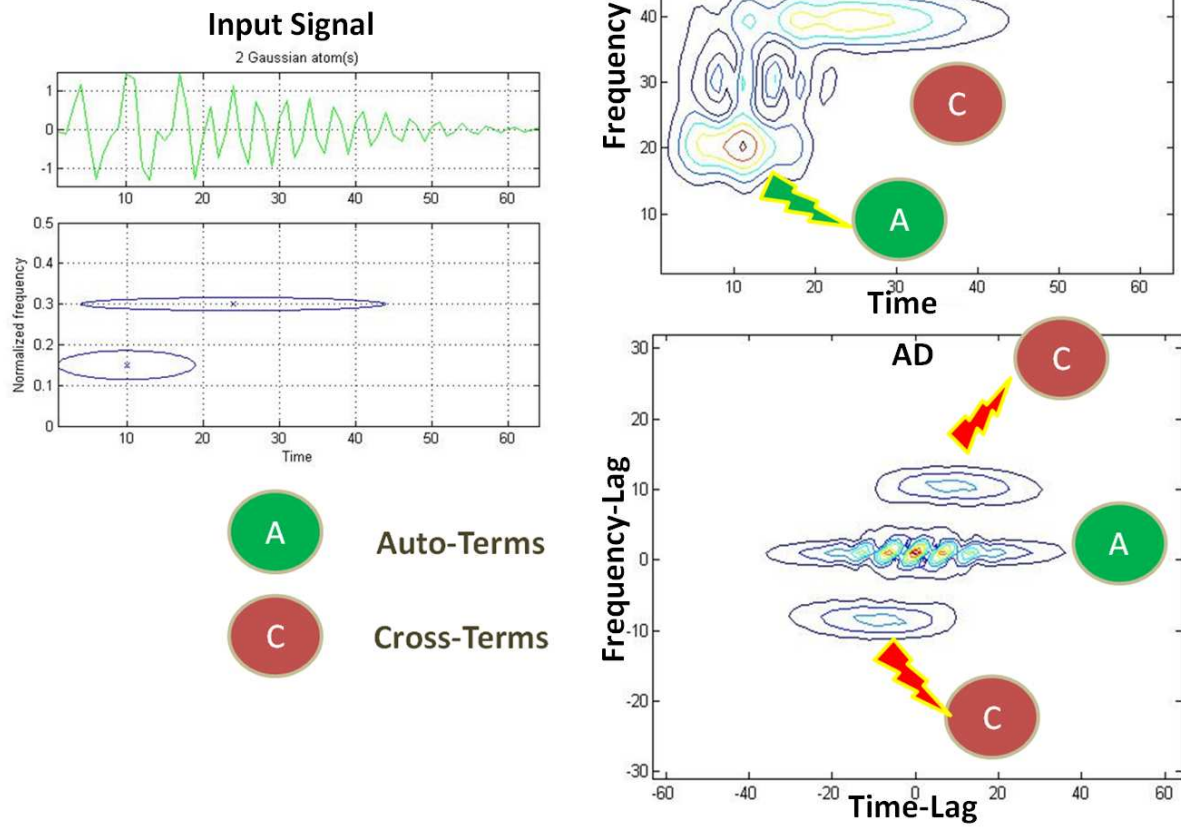 Input Signal
2 Gaussian atom(s)
1
0
-1
10 20 30 40 50 60
0.5
0.4
0.3
0.2
0.1
0
Normalized frequency
10 20 30 40 50 60
Time
A Auto-Terms
C Cross-Terms
Frequency
40
30
20
10
C
A
10 20 30 40 50 60
Time
AD
C
A
C
Frequency-Lag
30
20
10
0
-10
-20
-30
-60 -40 -20 0 20 40 60
Time-Lag